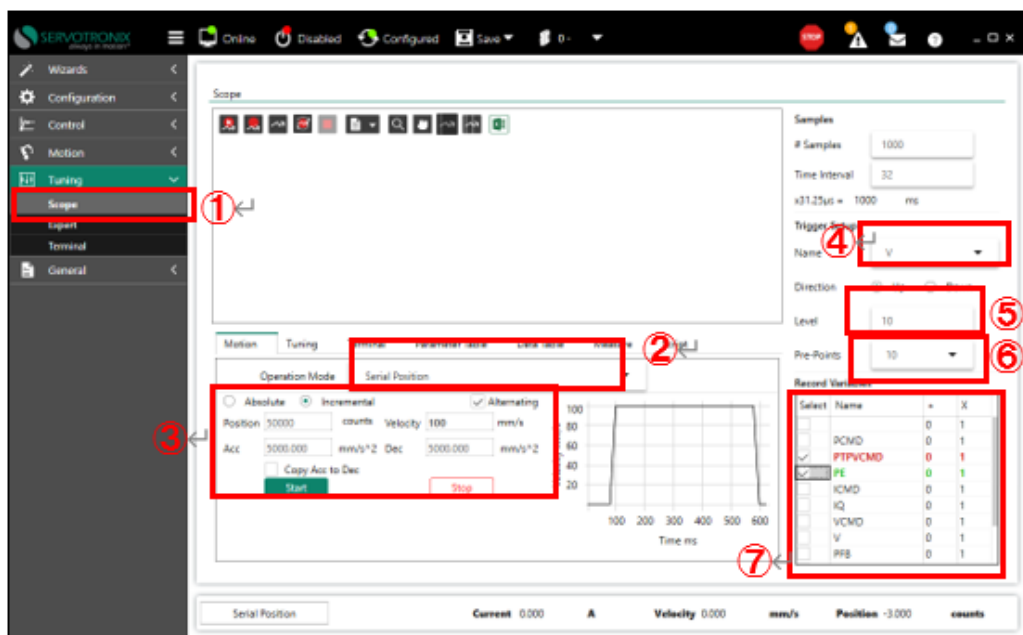 SERVOTRONIX
always in motion
Online
Disabled
Configured
Save
0 -
STOP
?
Wizards
Configuration
Control
Motion
Tuning
Scope
Expert
Terminal
General
Scope
①
Samples
# Samples 1000
Time Interval 32
x31.25µs = 1000 ms
Trigger Setup
④
Name V
Direction
Level 10
⑤
Pre-Points 10
⑥
Motion Tuning Terminal Parameter Table Data Table Measure
②
Operation Mode Serial Position
③
Absolute Incremental Alternating
Position 50000 counts Velocity 100 mm/s
Acc 5000.000 mm/s^2 Dec 5000.000 mm/s^2
Copy Acc to Dec
Start Stop
100
80
60
40
20
100 200 300 400 500 600
Time ms
Record Variables
Select Name + X
0 1
PCMD 0 1
PTPVCMD 0 1
PE 0 1
ICMD 0 1
IQ 0 1
VCMD 0 1
V 0 1
PFB 0 1
⑦
Serial Position Current 0.000 A Velocity 0.000 mm/s Position -3.000 counts